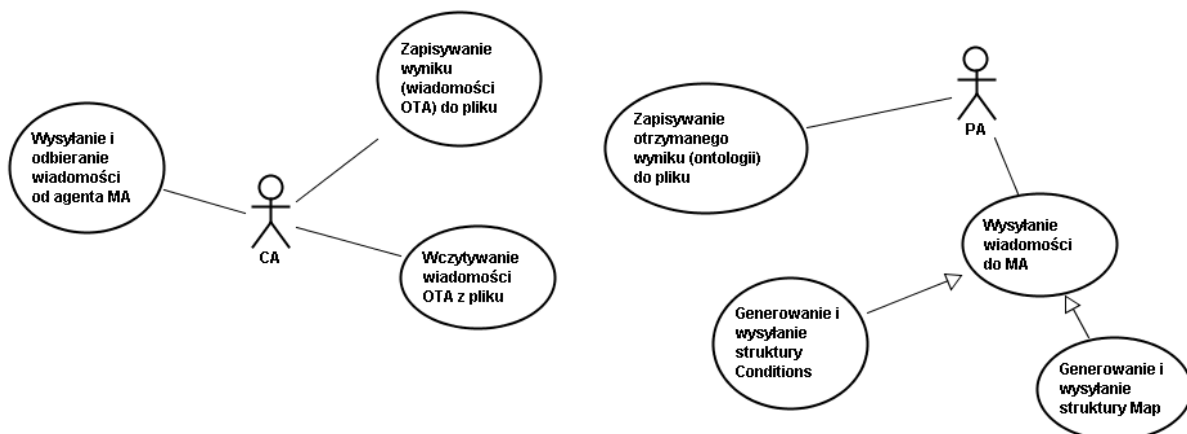 Zapisywanie
wyniku
(wiadomości
OTA) do pliku
Wysyłanie i
odbieranie
wiadomości
od agenta MA
CA
Wczytywanie
wiadomości
OTA z pliku
PA
Zapisywanie
otrzymanego
wyniku (ontologii)
do pliku
Wysyłanie
wiadomości
do MA
Generowanie i
wysyłanie
struktury
Conditions
Generowanie i
wysyłanie
struktury Map